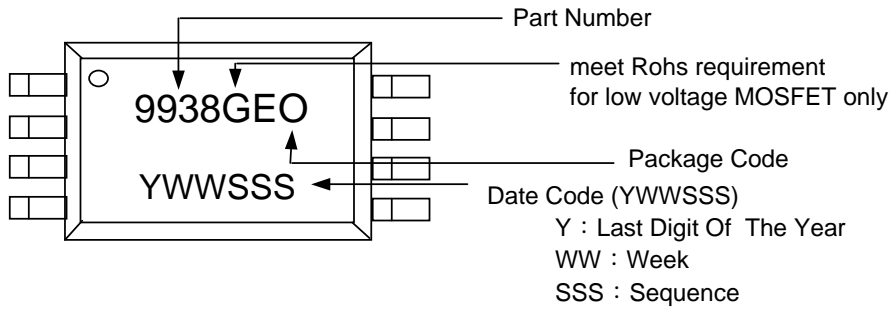 Part Number
meet Rohs requirement
for low voltage MOSFET only
9938GEO
Package Code
YWWSSS
Date Code (YWWSSS)
Y：Last Digit Of The Year
WW：Week
SSS：Sequence